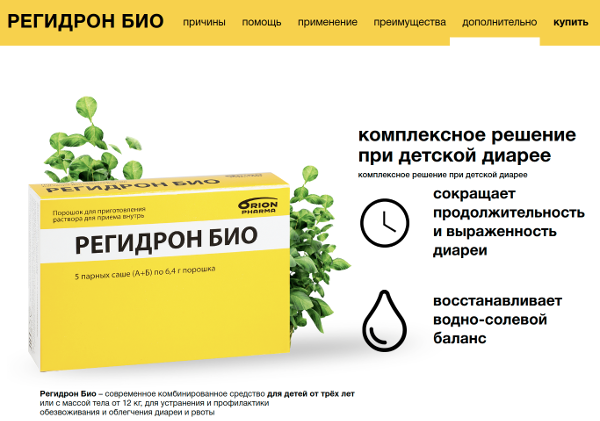 РЕГИДРОН БИО причины помощь применение преимущества дополнительно купить
комплексное решение
при детской диарее
комплексное решение при детской диарее
сокращает
продолжительность
и выраженность
диареи
восстанавливает
водно-солевой
баланс
РЕГИДРОН БИО
Порошок для приготовления
раствора для приема внутрь
ORION
PHARMA
РЕГИДРОН БИО
5 парных саше (А+Б) по 6,4 г порошка
Регидрон Био – современное комбинированное средство для детей от трёх лет
или с массой тела от 12 кг, для устранения и профилактики
обезвоживания и облегчения диареи и рвоты